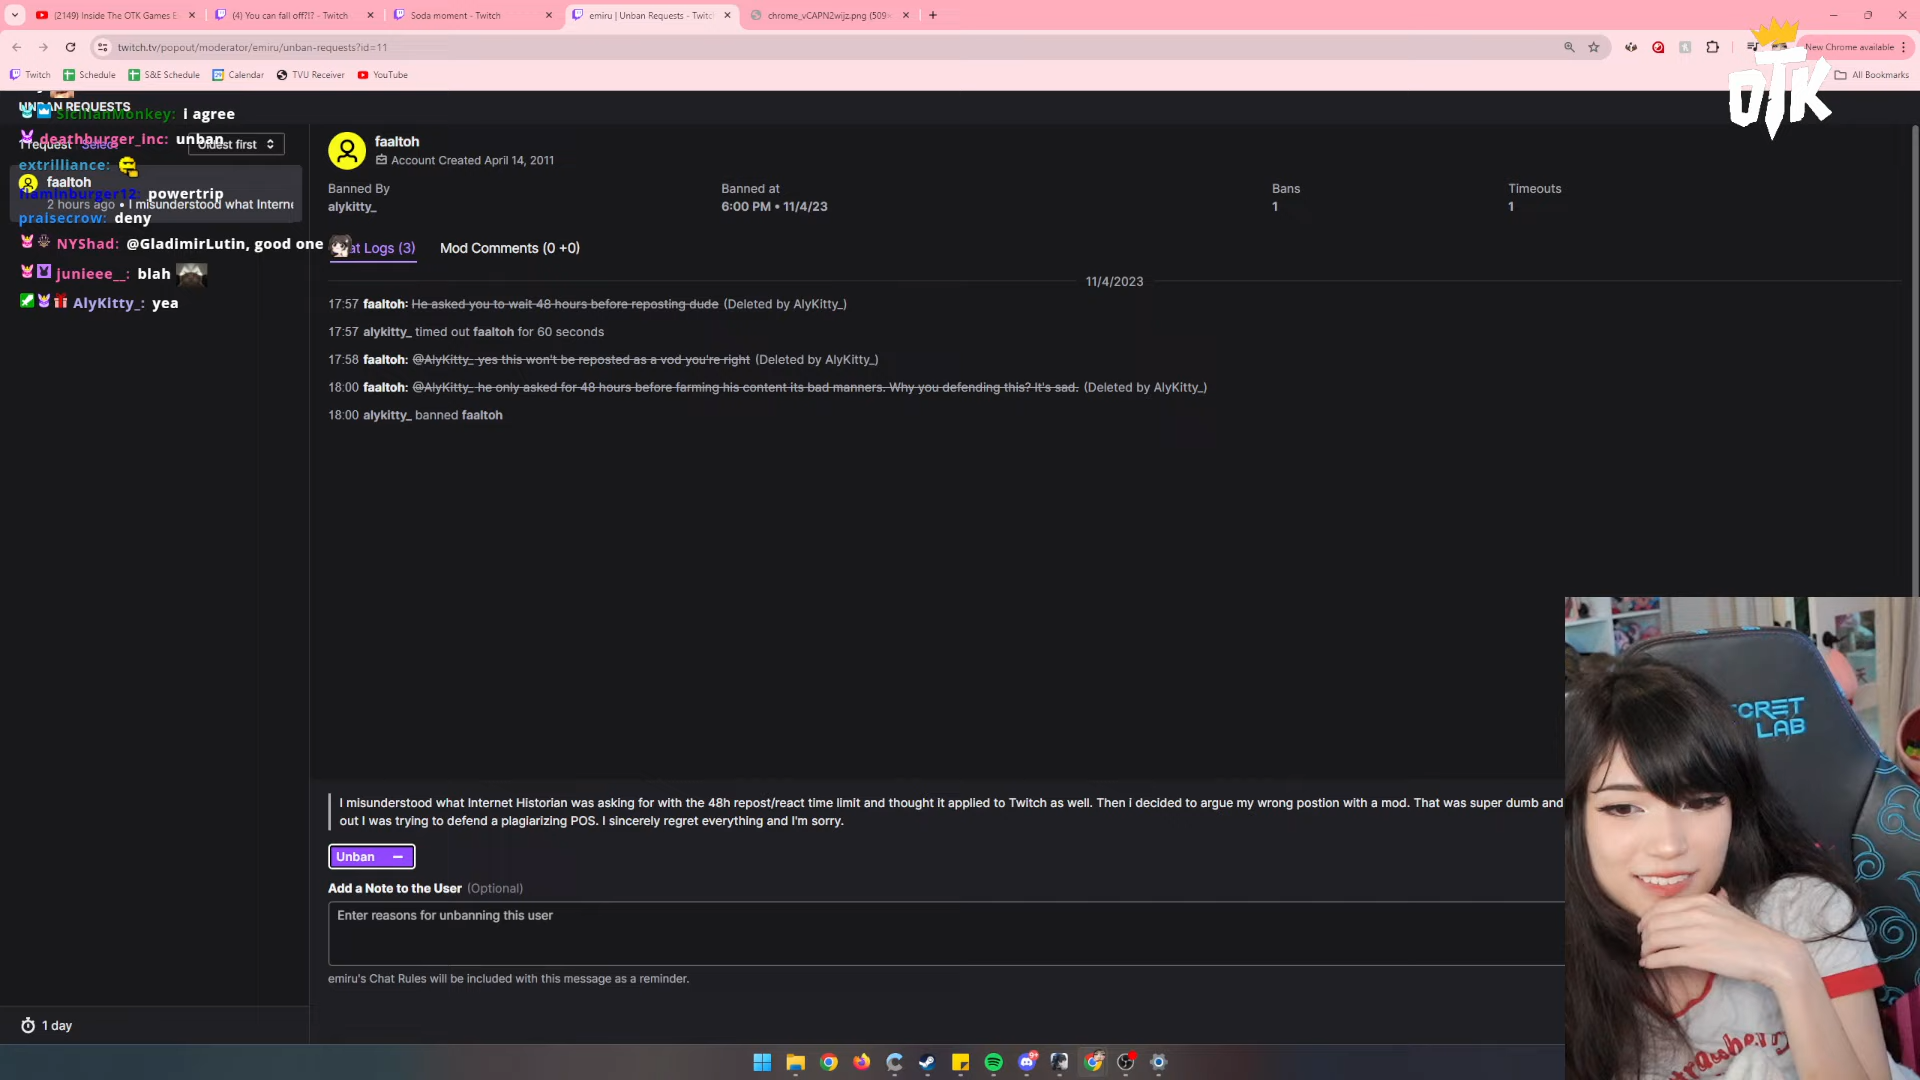 (2149) Inside The OTK Games E
(4) You can fall off?!? - Twitch
Soda moment - Twitch
emiru | Unban Requests - Twitc
chrome_vCAPN2wijz.png (509×
twitch.tv/popout/moderator/emiru/unban-requests?id=11
New Chrome available
Twitch
Schedule
S&E Schedule
Calendar
TVU Receiver
YouTube
All Bookmarks
OTK
UNBAN REQUESTS
SicilianMonkey: I agree
deathburger_inc: unban
1 request Select
Oldest first
extrilliance:
faaltoh
flaminburger12: powertrip
2 hours ago • I misunderstood what Interne
praisecrow: deny
NYShad: @GladimirLutin, good one
junieee__: blah
AlyKitty_: yea
1 day
faaltoh
Account Created April 14, 2011
Banned By
alykitty_
Banned at
6:00 PM • 11/4/23
Bans
1
Timeouts
1
at Logs (3)
Mod Comments (0 +0)
11/4/2023
17:57 faaltoh: He asked you to wait 48 hours before reposting dude (Deleted by AlyKitty_)
17:57 alykitty_ timed out faaltoh for 60 seconds
17:58 faaltoh: @AlyKitty_ yes this won't be reposted as a vod you're right (Deleted by AlyKitty_)
18:00 faaltoh: @AlyKitty_ he only asked for 48 hours before farming his content its bad manners. Why you defending this? It's sad. (Deleted by AlyKitty_)
18:00 alykitty_ banned faaltoh
I misunderstood what Internet Historian was asking for with the 48h repost/react time limit and thought it applied to Twitch as well. Then i decided to argue my wrong postion with a mod. That was super dumb and
out I was trying to defend a plagiarizing POS. I sincerely regret everything and I'm sorry.
Unban
Add a Note to the User (Optional)
Enter reasons for unbanning this user
emiru's Chat Rules will be included with this message as a reminder.
CRET
LAB